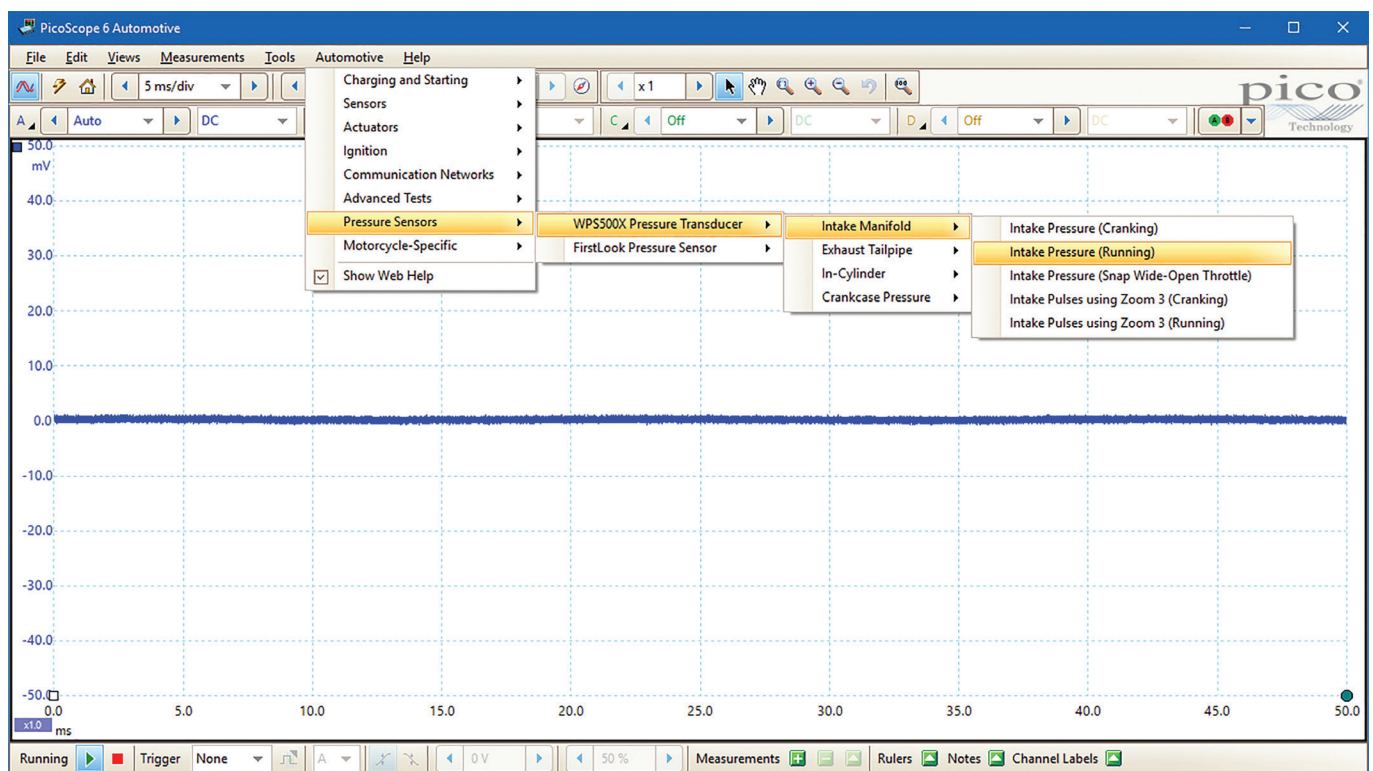 PicoScope 6 Automotive
File Edit Views Measurements Tools Automotive Help
5 ms/div x 1
pico
Technology
A Auto DC C Off DC D Off DC
Charging and Starting
Sensors
Actuators
Ignition
Communication Networks
Advanced Tests
Pressure Sensors
Motorcycle-Specific
Show Web Help
WPS500X Pressure Transducer
FirstLook Pressure Sensor
Intake Manifold
Exhaust Tailpipe
In-Cylinder
Crankcase Pressure
Intake Pressure (Cranking)
Intake Pressure (Running)
Intake Pressure (Snap Wide-Open Throttle)
Intake Pulses using Zoom 3 (Cranking)
Intake Pulses using Zoom 3 (Running)
50.0
mV
40.0
30.0
20.0
10.0
0.0
-10.0
-20.0
-30.0
-40.0
-50.0
0.0 5.0 10.0 15.0 20.0 25.0 30.0 35.0 40.0 45.0 50.0
x1.0 ms
Running Trigger None A 0 V 50 % Measurements Rulers Notes Channel Labels